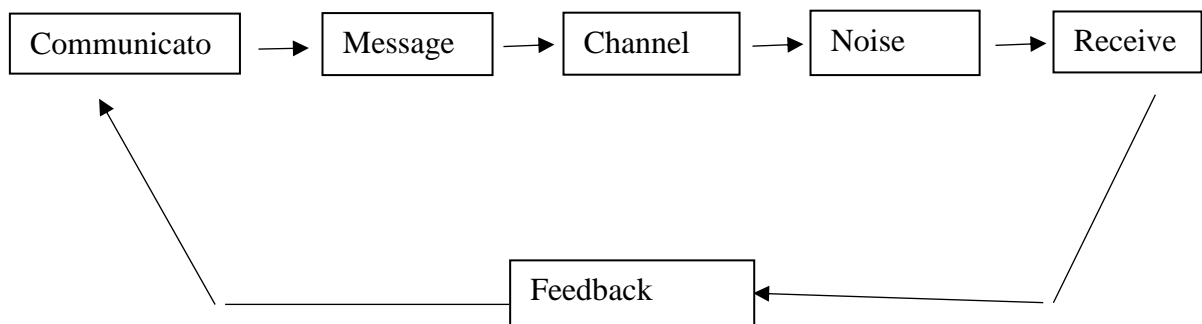 Communicato
Message
Channel
Noise
Receive
Feedback